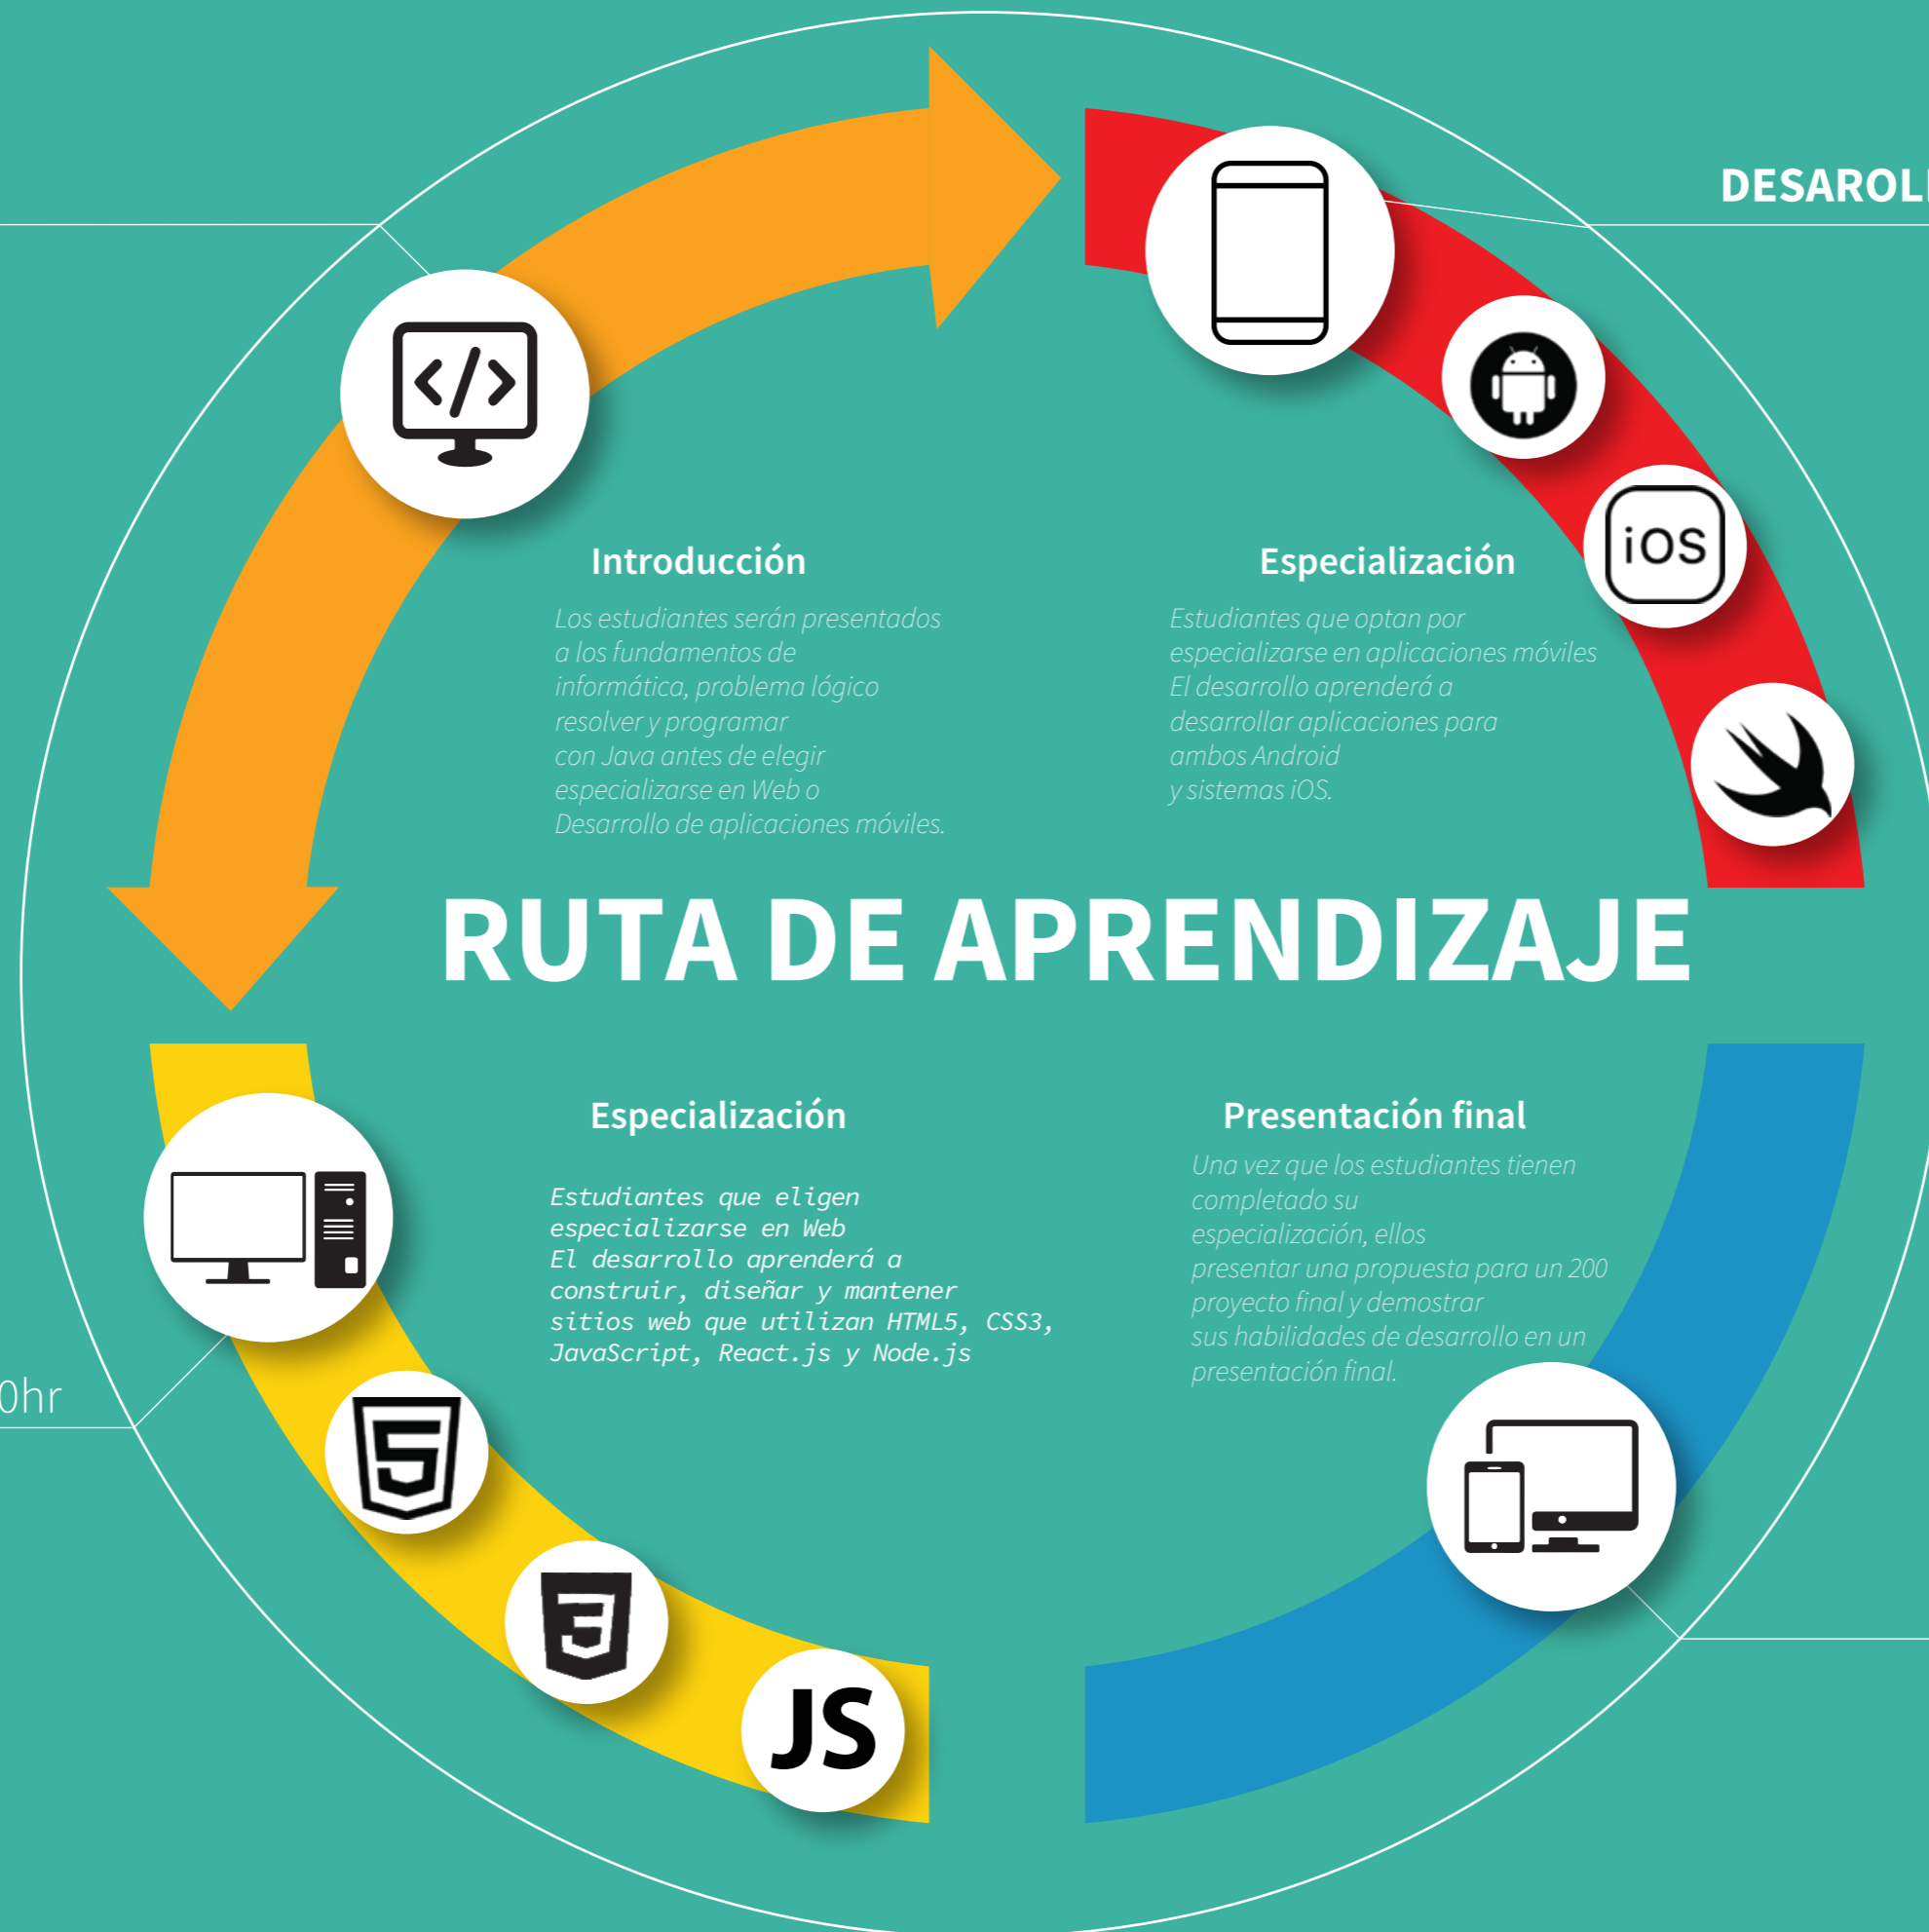 DESAROL
Introducción
Los estudiantes serán presentados
a los fundamentos de
informática, problema lógico
resolver y programar
con Java antes de elegir
especializarse en Web o
Desarrollo de aplicaciones móviles.
Especialización
Estudiantes que optan por
especializarse en aplicaciones móviles
El desarrollo aprenderá a
desarrollar aplicaciones para
ambos Android
y sistemas iOS.
iOS
RUTA DE APRENDIZAJE
Especialización
Estudiantes que eligen
especializarse en Web
El desarrollo aprenderá a
construir, diseñar y mantener
sitios web que utilizan HTML5, CSS3,
JavaScript, React.js y Node.js
Presentación final
Una vez que los estudiantes tienen
completado su
especialización, ellos
presentar una propuesta para un 200
proyecto final y demostrar
sus habilidades de desarrollo en un
presentación final.
0hr
5
3
JS